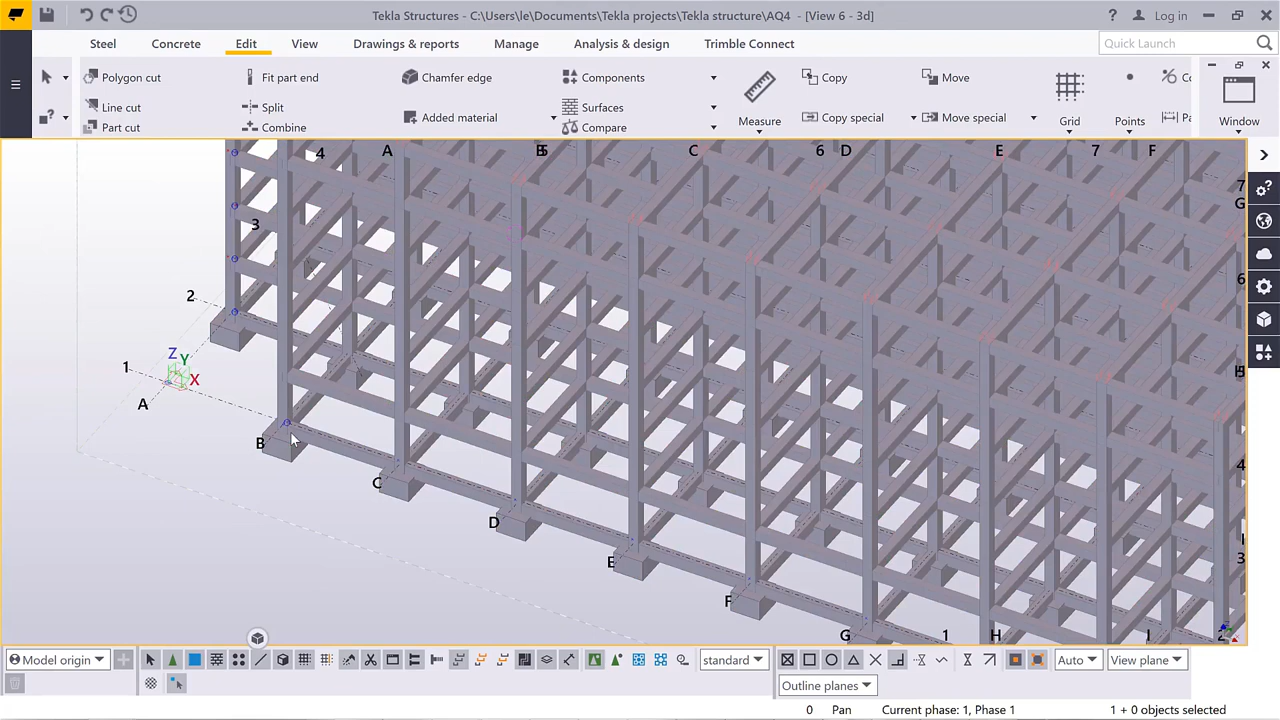 Tekla Structures - C:\Users\le\Documents\Tekla projects\Tekla structure\AQ4 - [View 6 - 3d]
? Log in
Steel Concrete Edit View Drawings & reports Manage Analysis & design Trimble Connect Quick Launch
Polygon cut Fit part end Chamfer edge Components Copy Move
Line cut Split Added material Surfaces Measure Copy special Move special Grid Points Window
Part cut Combine Compare
4 A B C 6 D E 7 F
7
G
3
2
6
1 Z Y X
A
B
C
D
E
F
G 1 H I
4
I
3
Model origin standard Auto View plane
Outline planes
0 Pan Current phase: 1, Phase 1 1 + 0 objects selected